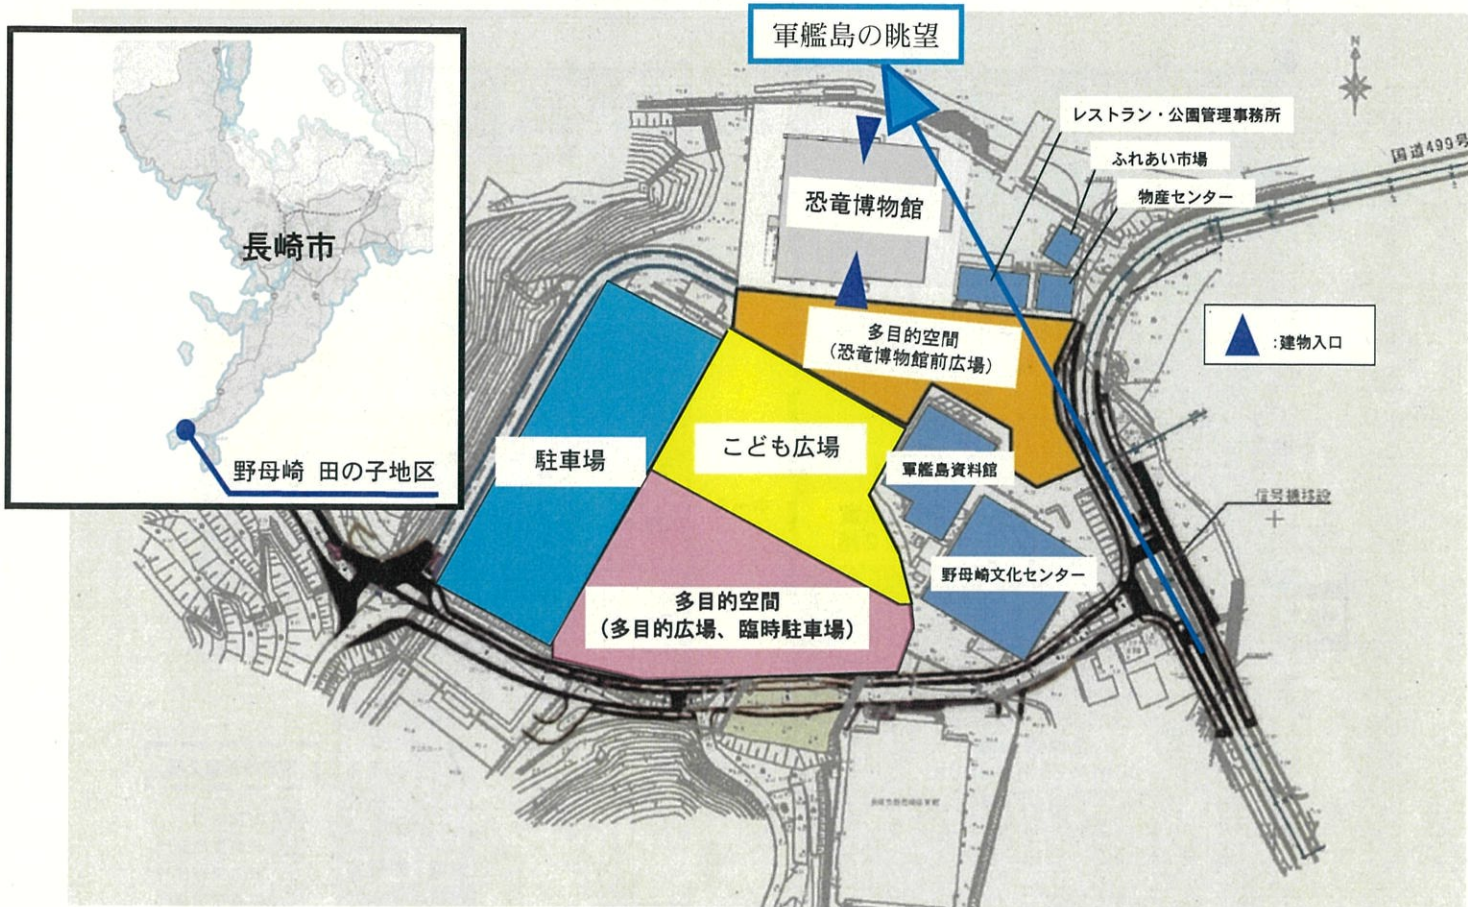 軍艦島の眺望
N
レストラン・公園管理事務所
国道499号
ふれあい市場
物産センター
恐竜博物館
長崎市
多目的空間
(恐竜博物館前広場)
:建物入口
こども広場
駐車場
軍艦島資料館
野母崎 田の子地区
信号機移設
野母崎文化センター
多目的空間
(多目的広場、臨時駐車場)